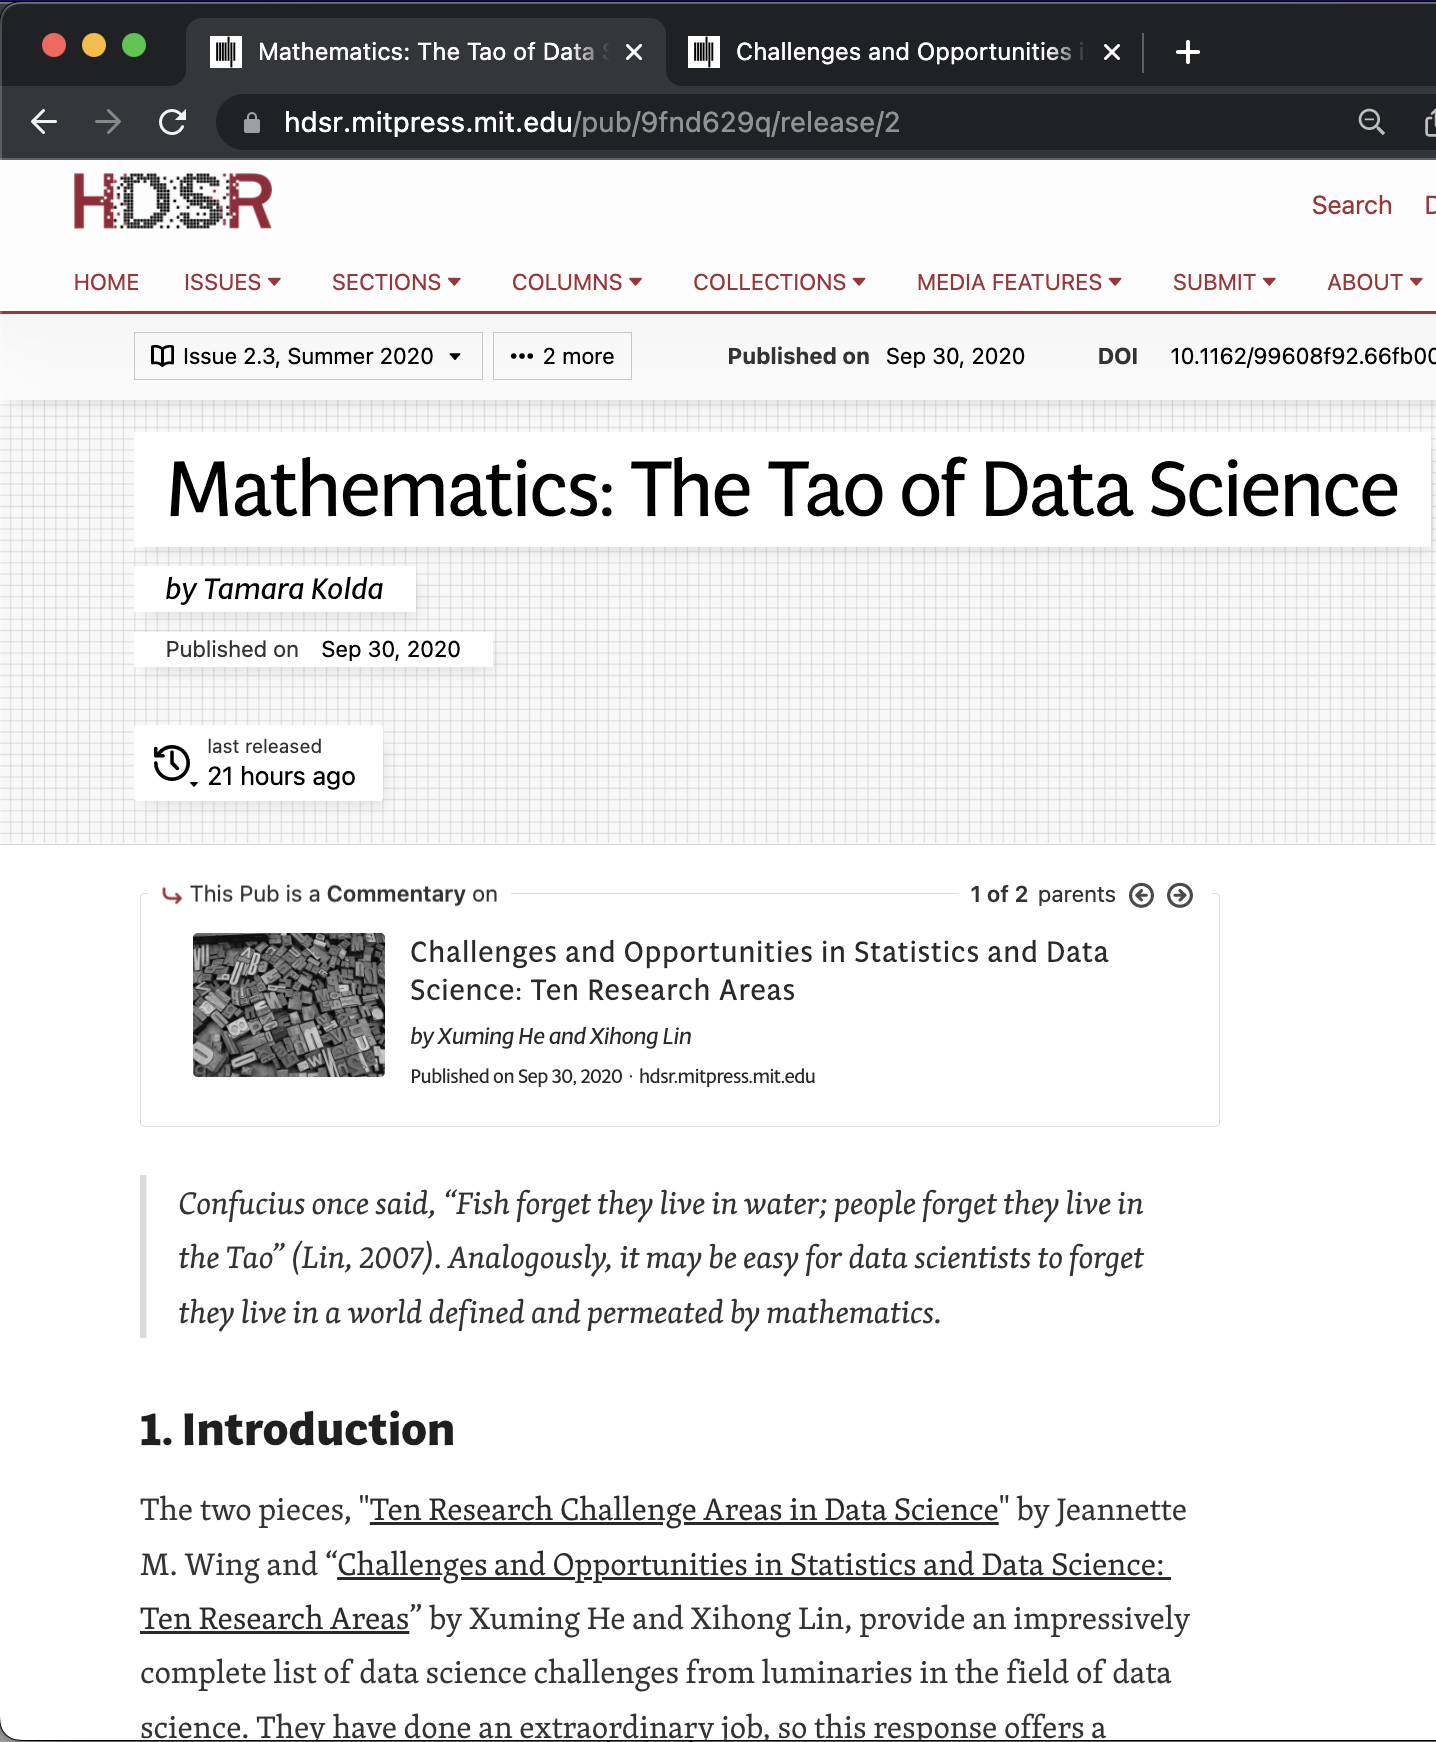 Mathematics: The Tao of Data
Challenges and Opportunities
hdsr.mitpress.mit.edu/pub/9fnd629q/release/2
HDSR
Search
HOME ISSUES SECTIONS COLUMNS COLLECTIONS MEDIA FEATURES SUBMIT ABOUT
Issue 2.3, Summer 2020 ••• 2 more Published on Sep 30, 2020 DOI 10.1162/99608f92.66fb00
Mathematics: The Tao of Data Science
by Tamara Kolda
Published on Sep 30, 2020
last released
21 hours ago
This Pub is a Commentary on 1 of 2 parents
Challenges and Opportunities in Statistics and Data
Science: Ten Research Areas
by Xuming He and Xihong Lin
Published on Sep 30, 2020 · hdsr.mitpress.mit.edu
Confucius once said, “Fish forget they live in water; people forget they live in
the Tao” (Lin, 2007). Analogously, it may be easy for data scientists to forget
they live in a world defined and permeated by mathematics.
1. Introduction
The two pieces, "Ten Research Challenge Areas in Data Science" by Jeannette
M. Wing and “Challenges and Opportunities in Statistics and Data Science:
Ten Research Areas” by Xuming He and Xihong Lin, provide an impressively
complete list of data science challenges from luminaries in the field of data
science. They have done an extraordinary job, so this response offers a